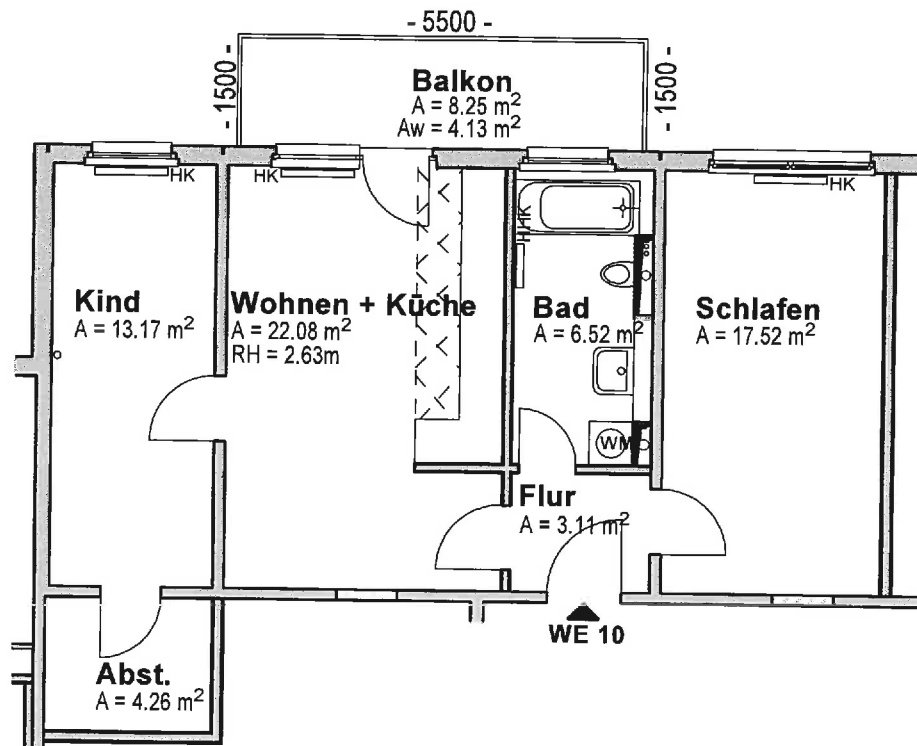 - 5500 -
- 1500 -
- 1500 -
Balkon
A = 8.25 m²
Aw = 4.13 m²
HK
HK
HK
Kind
A = 13.17 m²
Wohnen + Küche
A = 22.08 m²
RH = 2.63m
Bad
A = 6.52 m²
Schlafen
A = 17.52 m²
WM
Flur
A = 3.11 m²
WE 10
Abst.
A = 4.26 m²